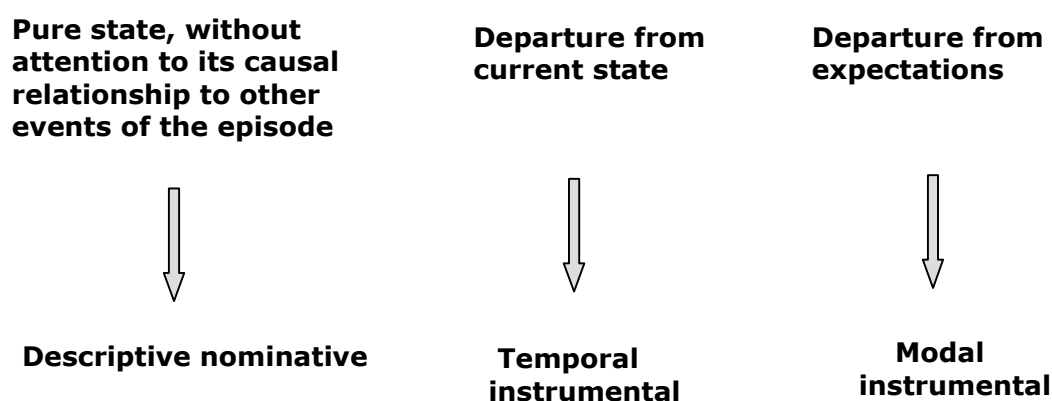 Pure state, without
attention to its causal
relationship to other
events of the episode
Departure from
current state
Departure from
expectations
Descriptive nominative
Temporal
instrumental
Modal
instrumental